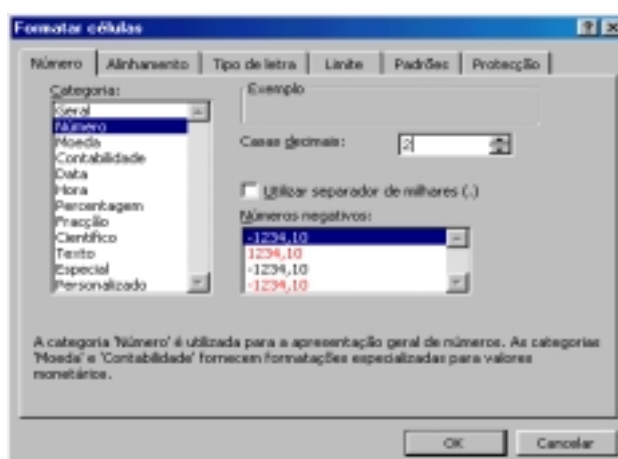 Formatar células
Número Alinhamento Tipo de letra Limite Padrões Protecção
Categoria:
Geral
Número
Moeda
Contabilidade
Data
Hora
Percentagem
Fracção
Científico
Texto
Especial
Personalizado
Exemplo
Casas decimais: 2
Utilizar separador de milhares (.)
Números negativos:
-1234,10
1234,10
-1234,10
-1234,10
A categoria 'Número' é utilizada para a apresentação geral de números. As categorias
'Moeda' e 'Contabilidade' fornecem formatações especializadas para valores
monetários.
OK Cancelar